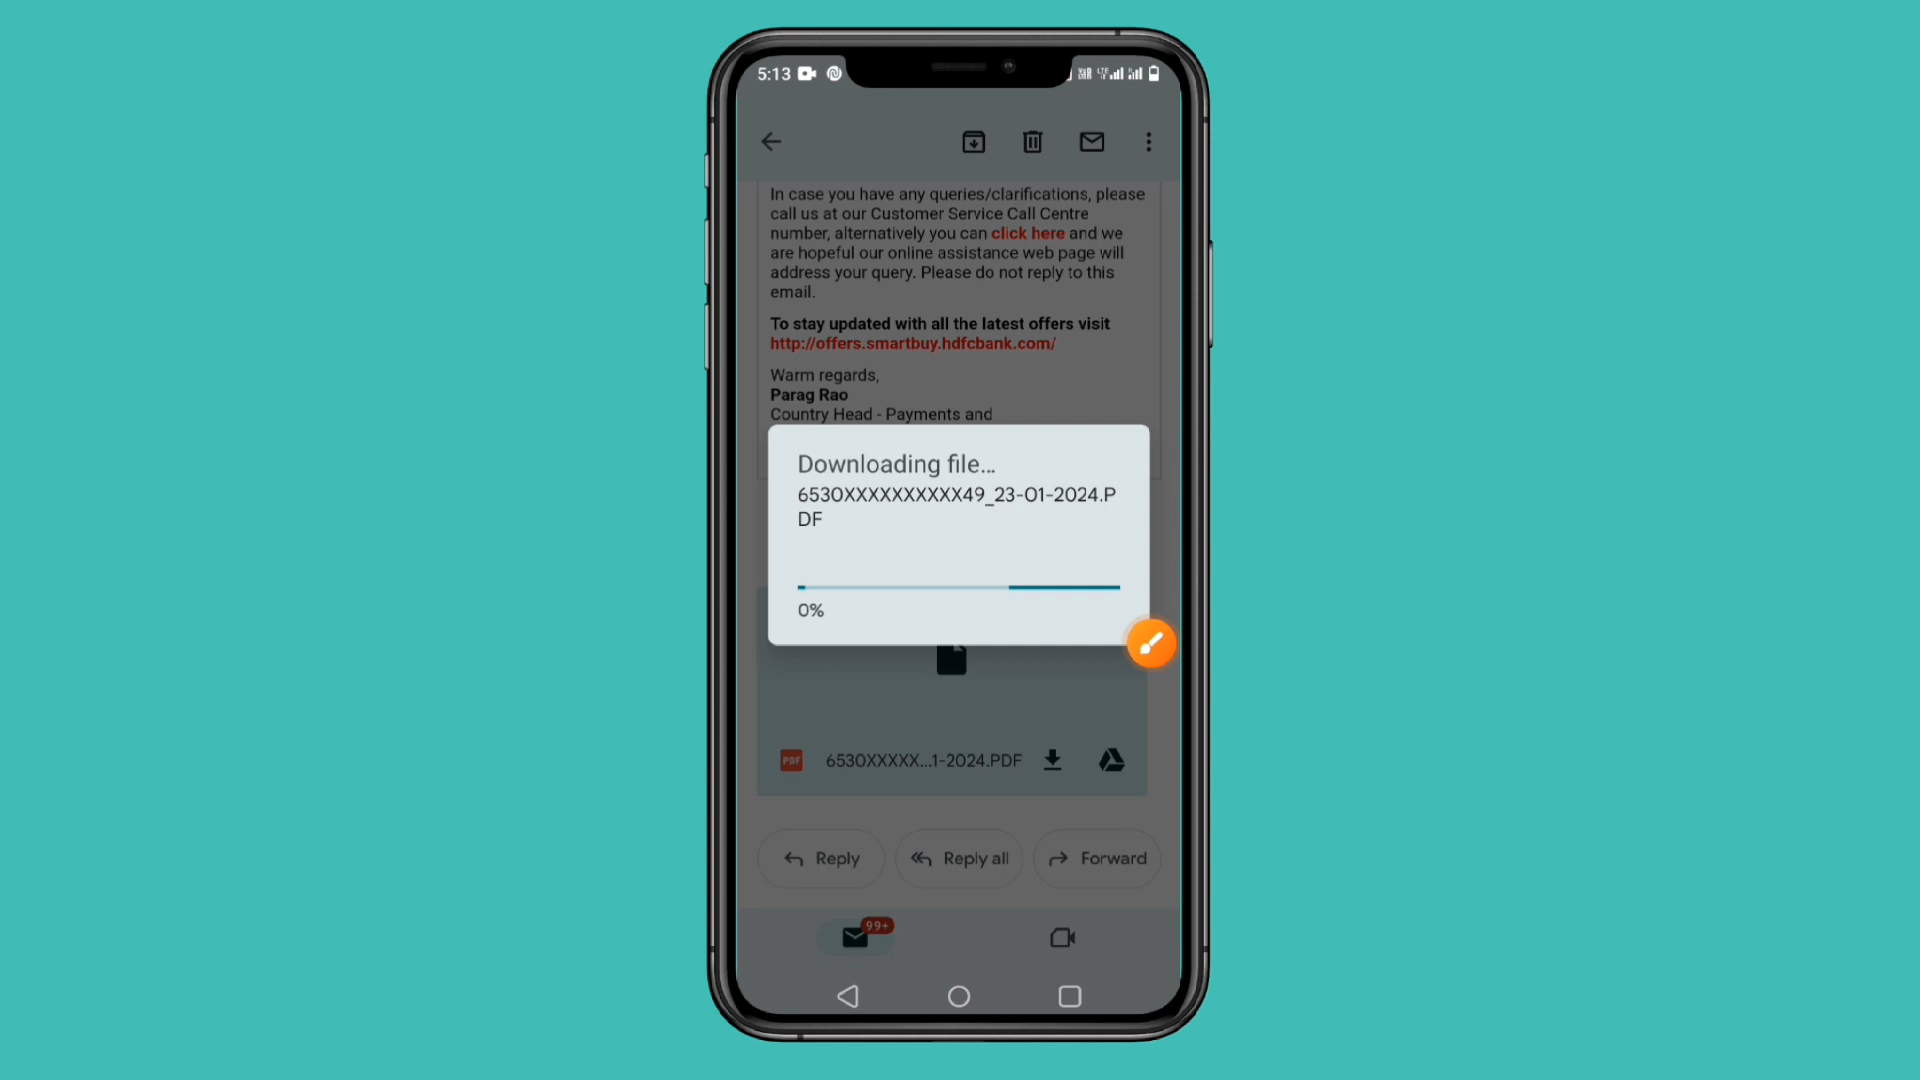 5:13
In case you have any queries/clarifications, please
call us at our Customer Service Call Centre
number, alternatively you can click here and we
are hopeful our online assistance web page will
address your query. Please do not reply to this
email.
To stay updated with all the latest offers visit
http://offers.smartbuy.hdfcbank.com/
Warm regards,
Parag Rao
Country Head - Payments and
Downloading file...
6530XXXXXXXXXX49_23-01-2024.P
DF
0%
PDF 6530XXXXX...1-2024.PDF
Reply Reply all Forward
99+